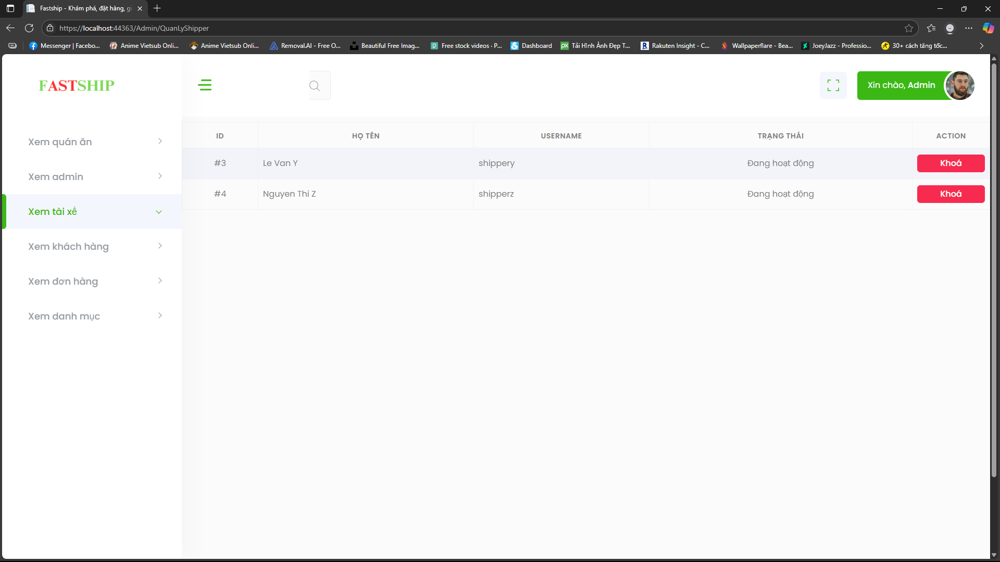 Fastship - Khám phá, đặt hàng, gi
https://localhost:44363/Admin/QuanLyShipper
Messenger | Facebo...
Anime Vietsub Onli...
Anime Vietsub Onli...
Removal.AI - Free O...
Beautiful Free Imag...
Free stock videos · P...
Dashboard
Tải Hình Ảnh Đẹp T...
Rakuten Insight - C...
Wallpaperflare - Bea...
JoeyJazz - Professio...
30+ cách tăng tốc...
FASTSHIP
Xin chào, Admin
Xem quán ăn
Xem admin
Xem tài xế
Xem khách hàng
Xem đơn hàng
Xem danh mục
ID HỌ TÊN USERNAME TRẠNG THÁI ACTION
#3 Le Van Y shippery Đang hoạt động Khoá
#4 Nguyen Thi Z shipperz Đang hoạt động Khoá